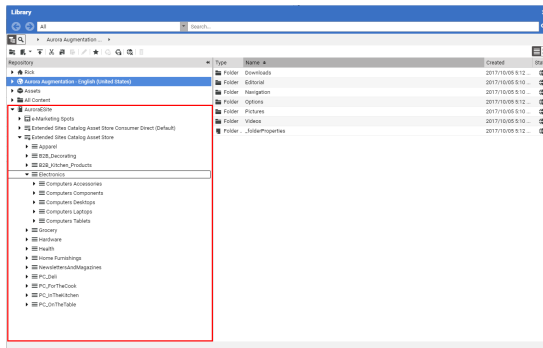 Library
All
Search...
Aurora Augmentation ...
Repository
Type Name Created Stat
Rick
Aurora Augmentation - English (United States)
Assets
All Content
AuroraESite
e-Marketing Spots
Extended Sites Catalog Asset Store Consumer Direct (Default)
Extended Sites Catalog Asset Store
Apparel
B2B_Decorating
B2B_Kitchen_Products
Electronics
Computers Accessories
Computers Components
Computers Desktops
Computers Laptops
Computers Tablets
Grocery
Hardware
Health
Home Furnishings
NewslettersAndMagazines
PC_Deli
PC_ForTheCook
PC_InTheKitchen
PC_OnTheTable
Folder Downloads 2017/10/05 5:12 ...
Folder Editorial 2017/10/05 5:10 ...
Folder Navigation 2017/10/05 5:10 ...
Folder Options 2017/10/05 5:12 ...
Folder Pictures 2017/10/05 5:10 ...
Folder Videos 2017/10/05 5:10 ...
Folder ... _folderProperties 2017/10/05 5:12 ...